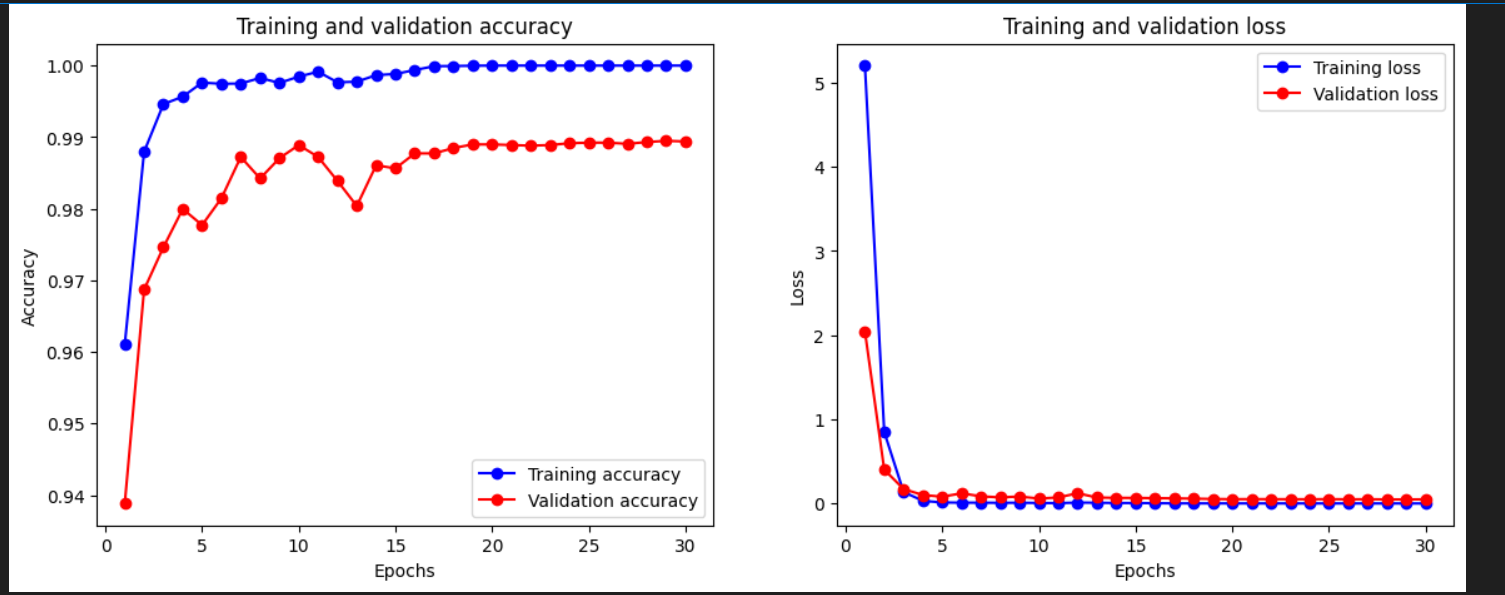 Training and validation accuracy
1.00
0.99
0.98
0.97
0.96
0.95
0.94
Accuracy
Training accuracy
Validation accuracy
0 5 10 15 20 25 30
Epochs
Training and validation loss
Training loss
Validation loss
5
4
3
2
1
0
Loss
0 5 10 15 20 25 30
Epochs